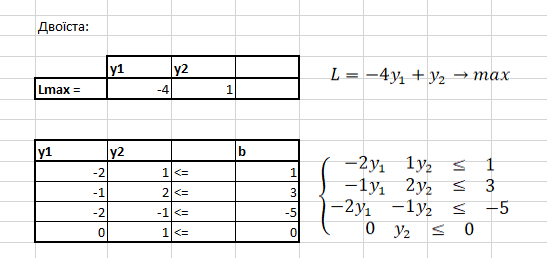 Двоїста:
y1 y2
Lmax = -4 1
L = −4y₁ + y₂ → max
y1 y2 b
-2 1 <= 1
-1 2 <= 3
-2 -1 <= -5
0 1 <= 0
−2y₁ 1y₂ ≤ 1
−1y₁ 2y₂ ≤ 3
−2y₁ −1y₂ ≤ −5
0 y₂ ≤ 0